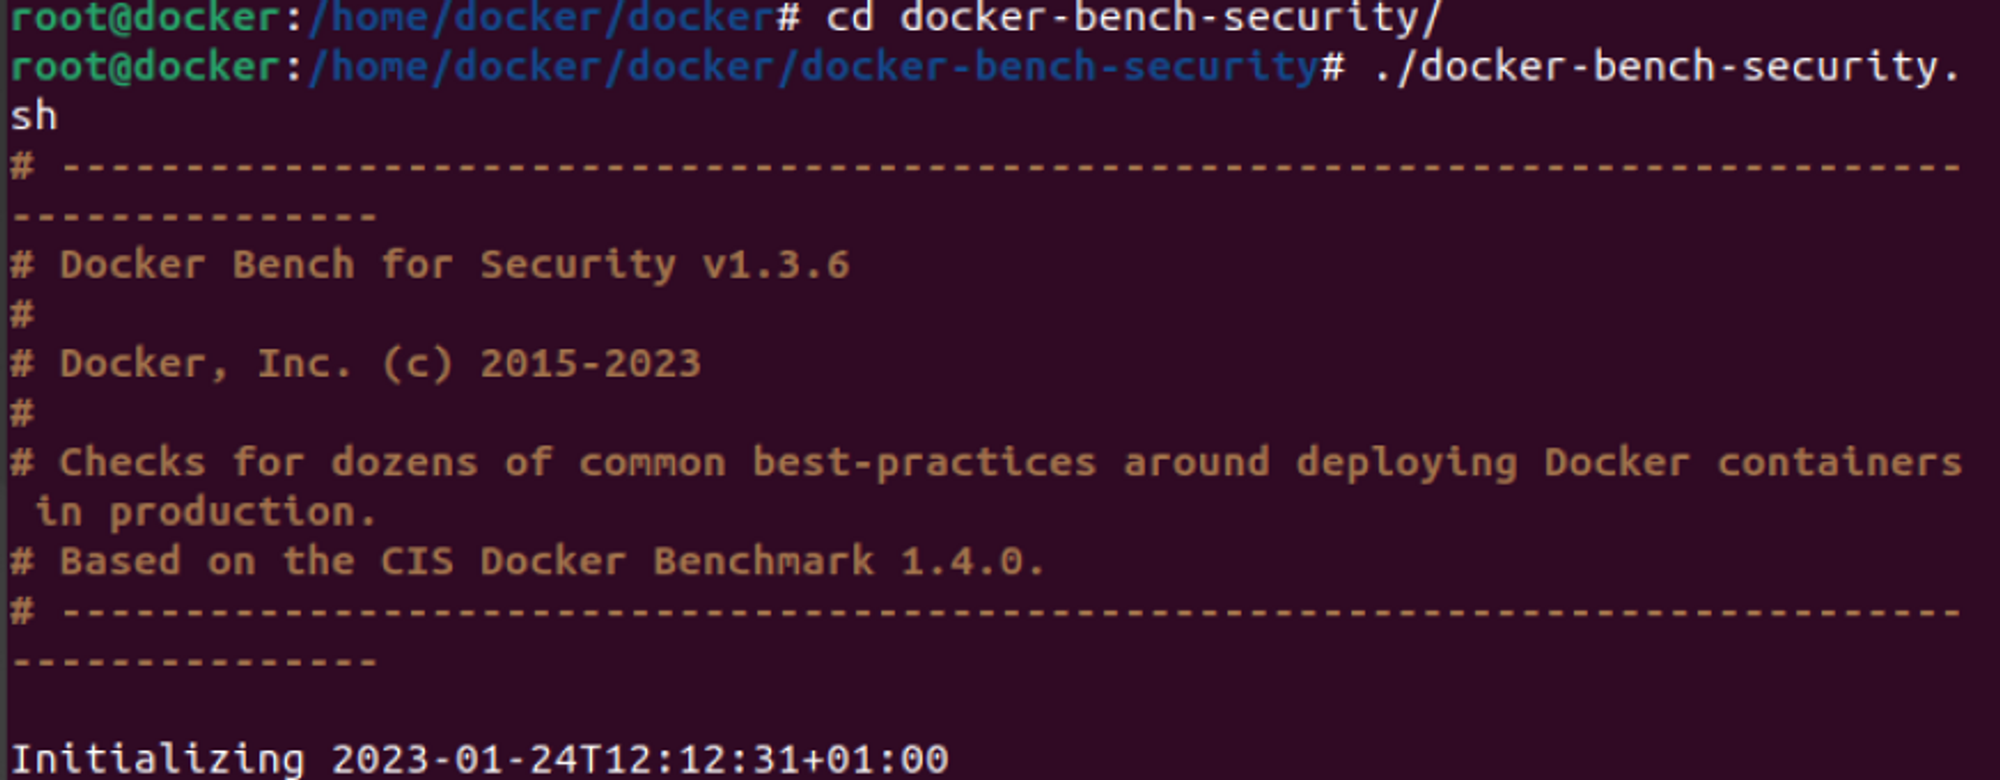 root@docker:/home/docker/docker# cd docker-bench-security/
root@docker:/home/docker/docker/docker-bench-security# ./docker-bench-security.
sh
# -----------------------------------------------------------------------------
---------------
# Docker Bench for Security v1.3.6
#
# Docker, Inc. (c) 2015-2023
#
# Checks for dozens of common best-practices around deploying Docker containers
 in production.
# Based on the CIS Docker Benchmark 1.4.0.
# -----------------------------------------------------------------------------
---------------
Initializing 2023-01-24T12:12:31+01:00